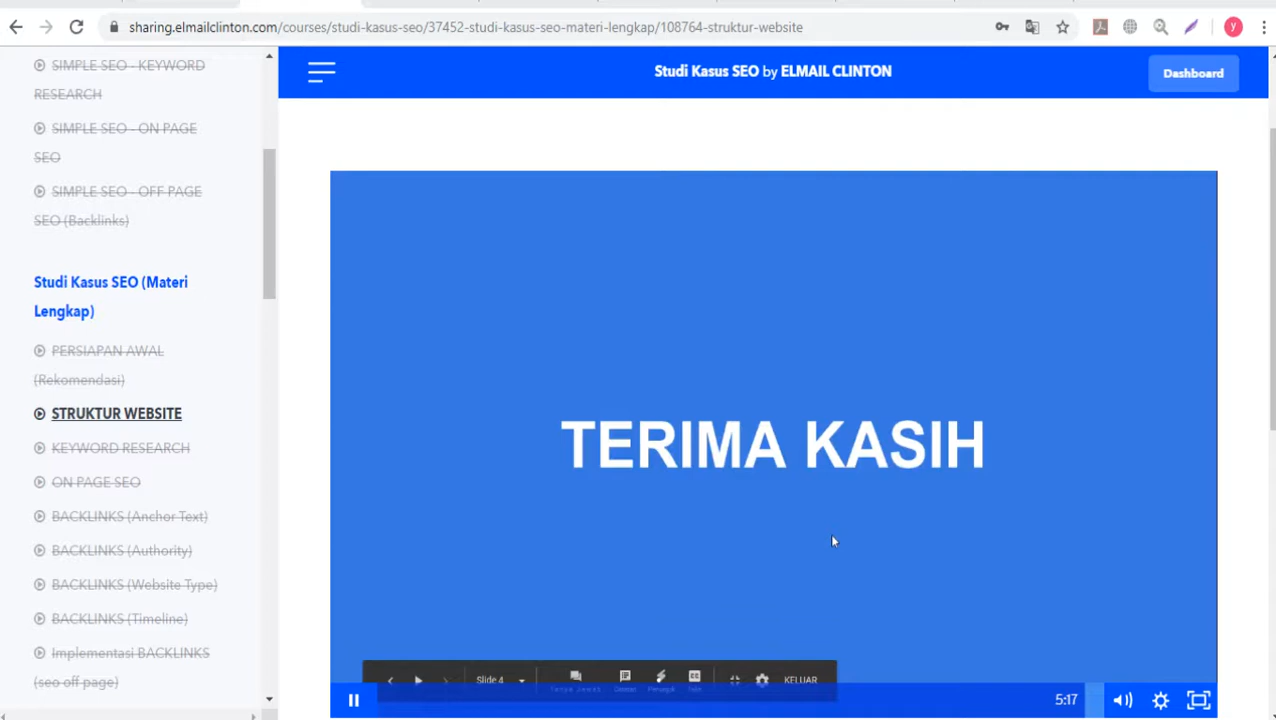 sharing.elmailclinton.com/courses/studi-kasus-seo/37452-studi-kasus-seo-materi-lengkap/108764-struktur-website
SIMPLE SEO - KEYWORD
RESEARCH
SIMPLE SEO - ON PAGE
SEO
SIMPLE SEO - OFF PAGE
SEO (Backlinks)
Studi Kasus SEO (Materi
Lengkap)
PERSIAPAN AWAL
(Rekomendasi)
STRUKTUR WEBSITE
KEYWORD RESEARCH
ON PAGE SEO
BACKLINKS (Anchor Text)
BACKLINKS (Authority)
BACKLINKS (Website Type)
BACKLINKS (Timeline)
Implementasi BACKLINKS
(seo off page)
Studi Kasus SEO by ELMAIL CLINTON
Dashboard
TERIMA KASIH
Slide 4
Tanya Jawab
KELUAR
5:17
y